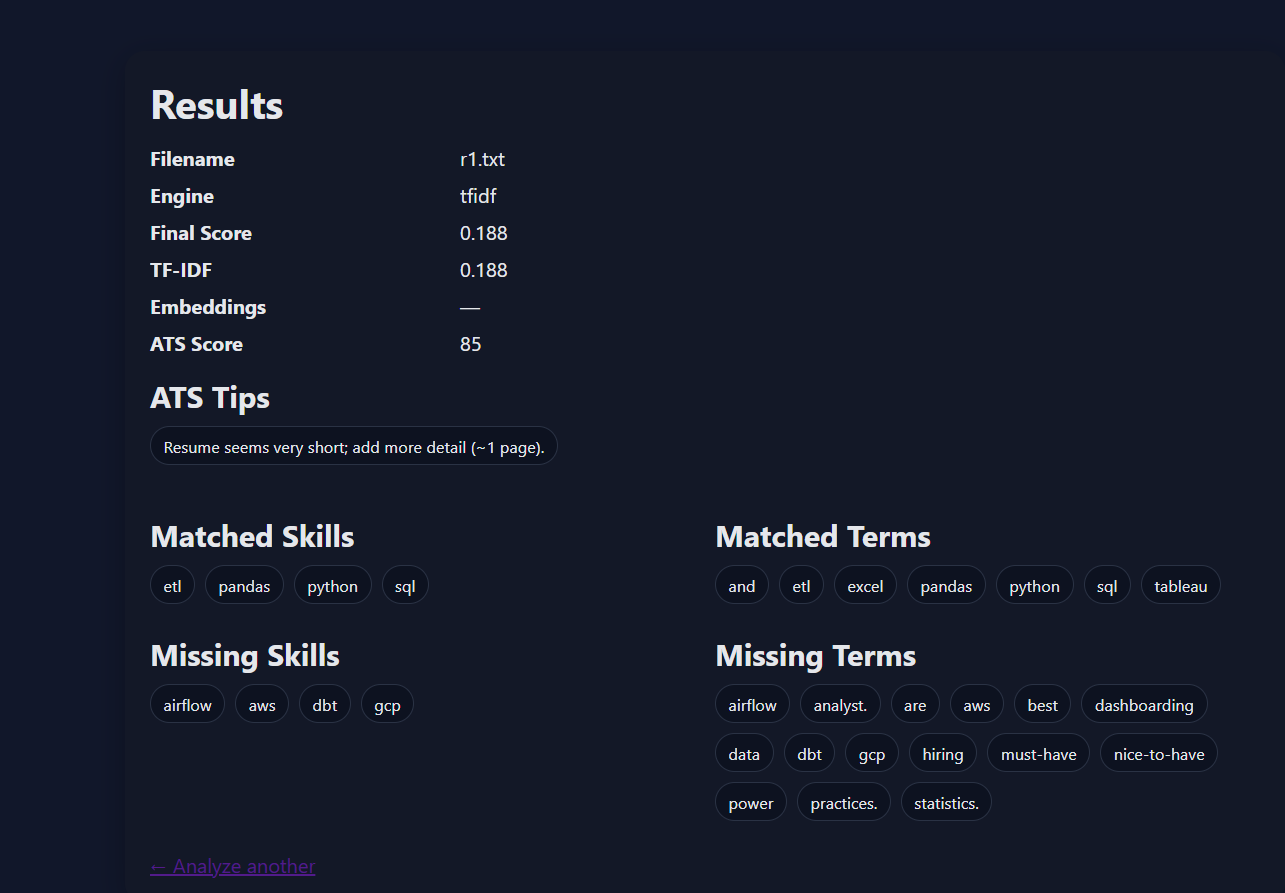 Results
Filename r1.txt
Engine tfidf
Final Score 0.188
TF-IDF 0.188
Embeddings —
ATS Score 85
ATS Tips
Resume seems very short; add more detail (~1 page).
Matched Skills
etl pandas python sql
Matched Terms
and etl excel pandas python sql tableau
Missing Skills
airflow aws dbt gcp
Missing Terms
airflow analyst. are aws best dashboarding
data dbt gcp hiring must-have nice-to-have
power practices. statistics.
← Analyze another